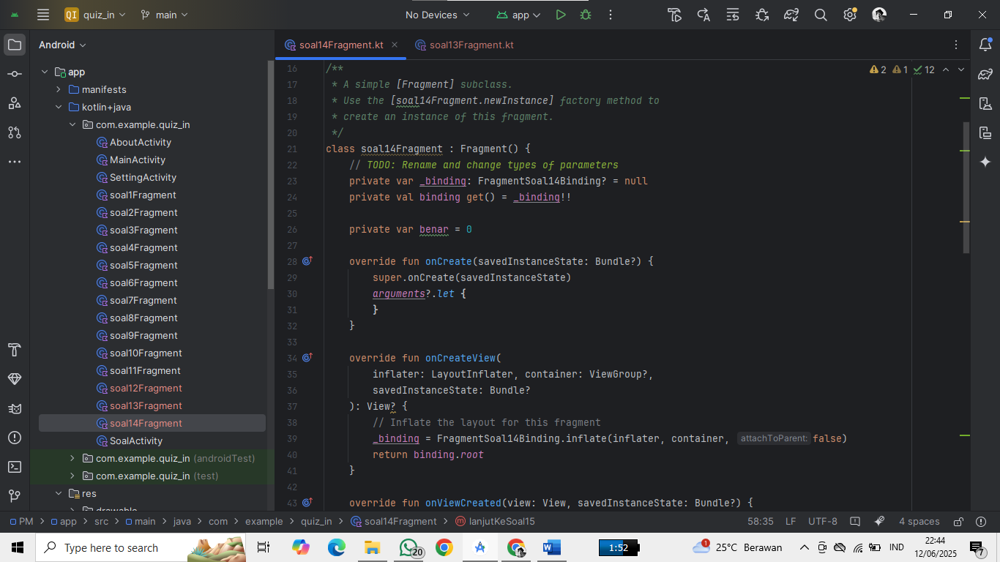 QI quiz_in main No Devices app
Android
soal14Fragment.kt
soal13Fragment.kt
app
manifests
kotlin+java
com.example.quiz_in
AboutActivity
MainActivity
SettingActivity
soal1Fragment
soal2Fragment
soal3Fragment
soal4Fragment
soal5Fragment
soal6Fragment
soal7Fragment
soal8Fragment
soal9Fragment
soal10Fragment
soal11Fragment
soal12Fragment
soal13Fragment
soal14Fragment
SoalActivity
com.example.quiz_in (androidTest)
com.example.quiz_in (test)
res
drawable
2 1 12
16 /**
17 * A simple [Fragment] subclass.
18 * Use the [soal14Fragment.newInstance] factory method to
19 * create an instance of this fragment.
20 */
21 class soal14Fragment : Fragment() {
22 // TODO: Rename and change types of parameters
23 private var _binding: FragmentSoal14Binding? = null
24 private val binding get() = _binding!!
25
26 private var benar = 0
27
28 override fun onCreate(savedInstanceState: Bundle?) {
29 super.onCreate(savedInstanceState)
30 arguments?.let {
31 }
32 }
33
34 override fun onCreateView(
35 inflater: LayoutInflater, container: ViewGroup?,
36 savedInstanceState: Bundle?
37 ): View? {
38 // Inflate the layout for this fragment
39 _binding = FragmentSoal14Binding.inflate(inflater, container, attachToParent: false)
40 return binding.root
41 }
42
43 override fun onViewCreated(view: View, savedInstanceState: Bundle?) {
PM > app > src > main > java > com > example > quiz_in > soal14Fragment > lanjutKeSoal15
58:35 LF UTF-8 4 spaces
Type here to search
20
1:52
1
25°C Berawan
IND
22:44
12/06/2025
7